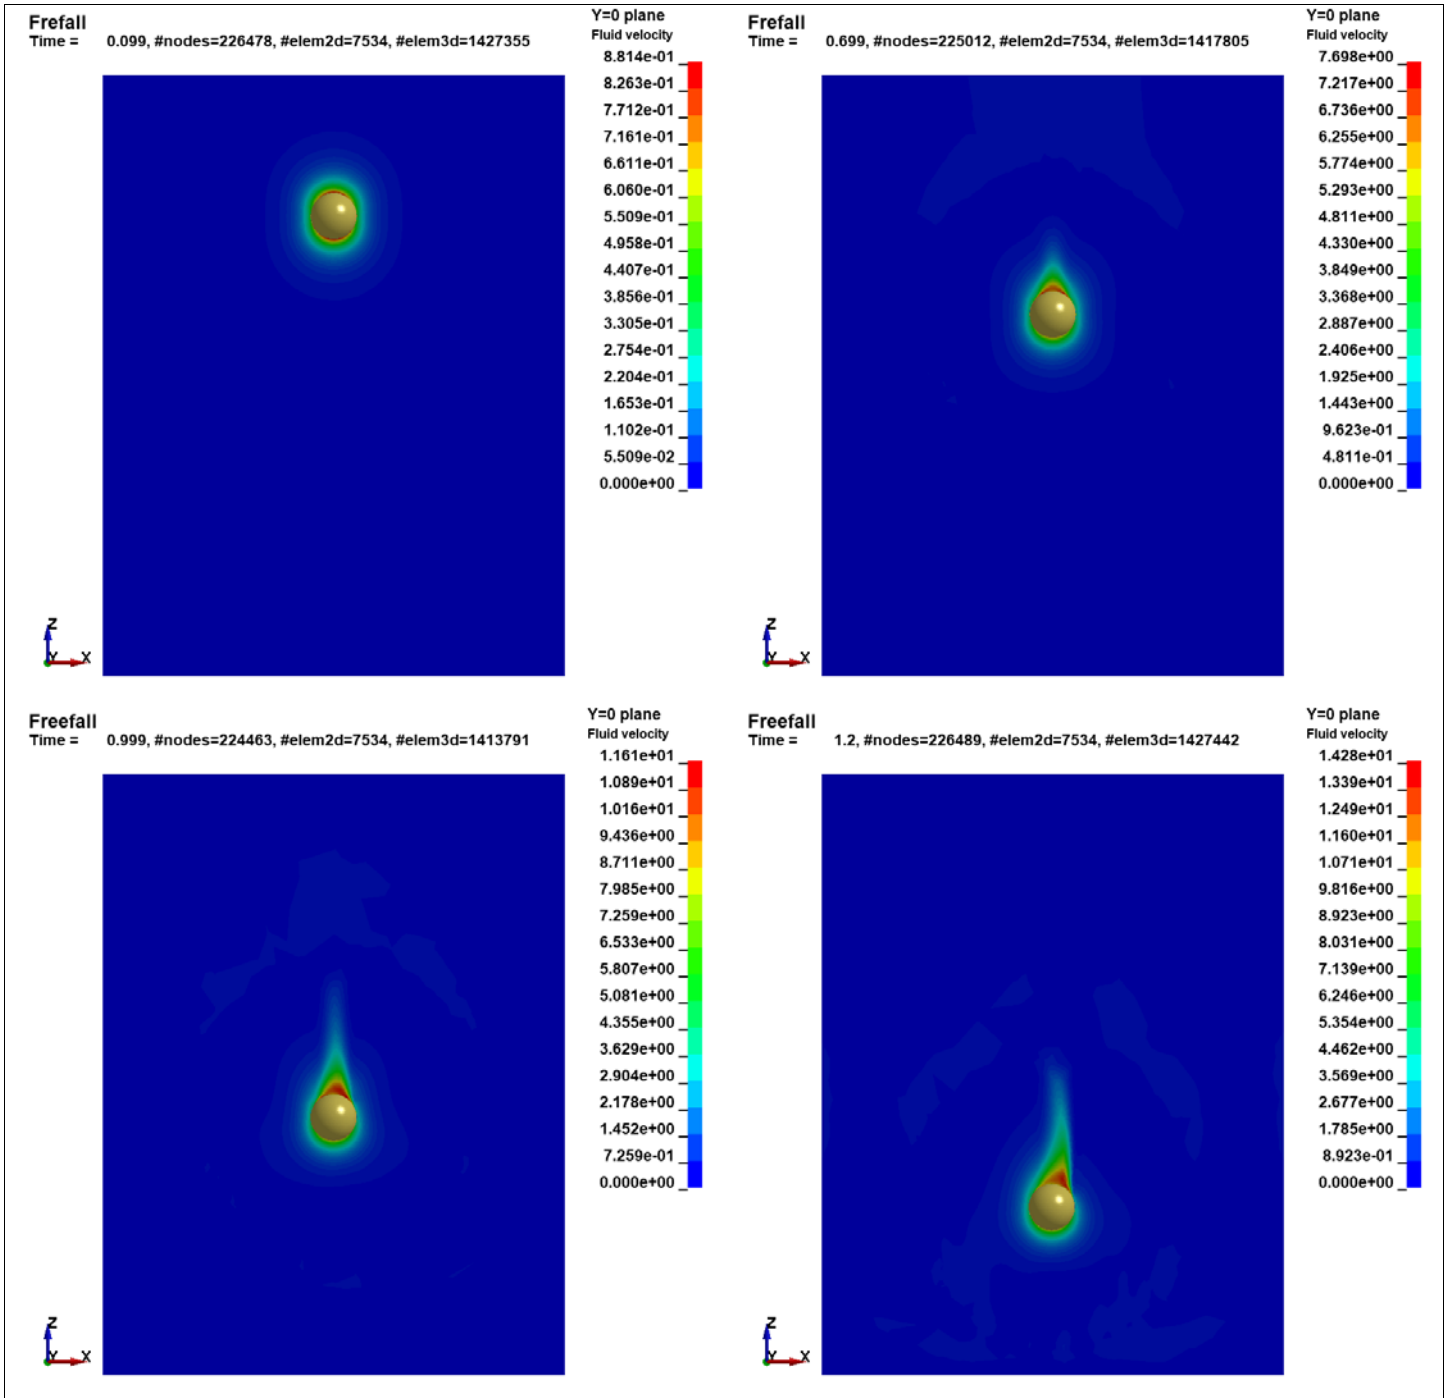 Frefall
Time = 0.099, #nodes=226478, #elem2d=7534, #elem3d=1427355
Y=0 plane
Fluid velocity
8.814e-01
8.263e-01
7.712e-01
7.161e-01
6.611e-01
6.060e-01
5.509e-01
4.958e-01
4.407e-01
3.856e-01
3.305e-01
2.754e-01
2.204e-01
1.653e-01
1.102e-01
5.509e-02
0.000e+00
Z
Y X
Frefall
Time = 0.699, #nodes=225012, #elem2d=7534, #elem3d=1417805
Y=0 plane
Fluid velocity
7.698e+00
7.217e+00
6.736e+00
6.255e+00
5.774e+00
5.293e+00
4.811e+00
4.330e+00
3.849e+00
3.368e+00
2.887e+00
2.406e+00
1.925e+00
1.443e+00
9.623e-01
4.811e-01
0.000e+00
Z
Y X
Freefall
Time = 0.999, #nodes=224463, #elem2d=7534, #elem3d=1413791
Y=0 plane
Fluid velocity
1.161e+01
1.089e+01
1.016e+01
9.436e+00
8.711e+00
7.985e+00
7.259e+00
6.533e+00
5.807e+00
5.081e+00
4.355e+00
3.629e+00
2.904e+00
2.178e+00
1.452e+00
7.259e-01
0.000e+00
Z
Y X
Freefall
Time = 1.2, #nodes=226489, #elem2d=7534, #elem3d=1427442
Y=0 plane
Fluid velocity
1.428e+01
1.339e+01
1.249e+01
1.160e+01
1.071e+01
9.816e+00
8.923e+00
8.031e+00
7.139e+00
6.246e+00
5.354e+00
4.462e+00
3.569e+00
2.677e+00
1.785e+00
8.923e-01
0.000e+00
Z
Y X